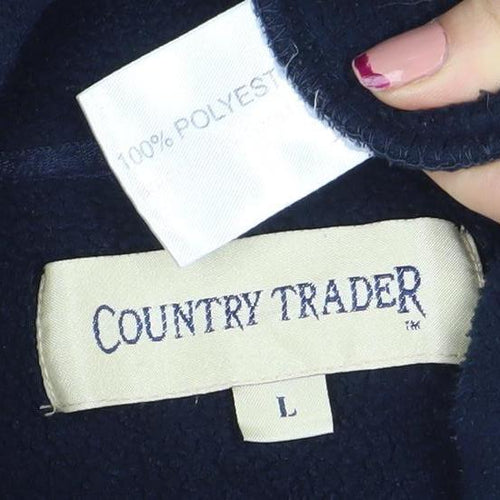 100% POLYEST
COUNTRY TRADER
TM
L